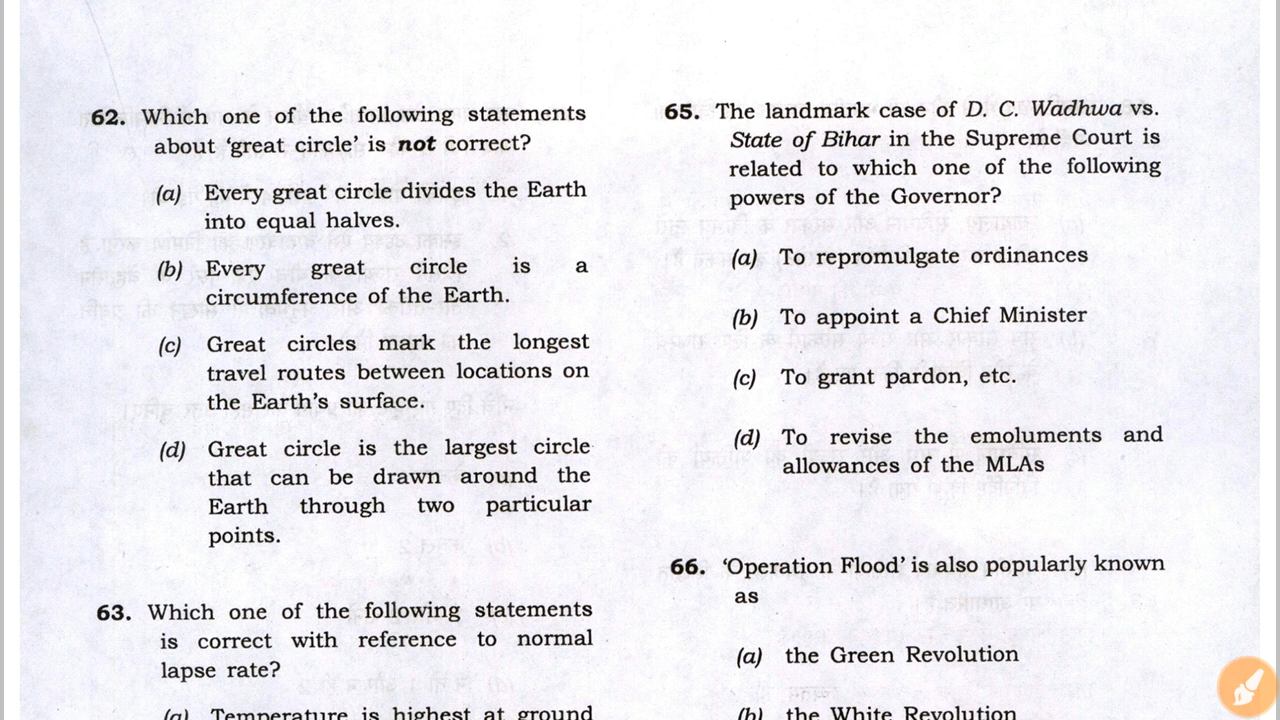 62. Which one of the following statements
about ‘great circle’ is not correct?
(a) Every great circle divides the Earth
into equal halves.
(b) Every great circle is a
circumference of the Earth.
(c) Great circles mark the longest
travel routes between locations on
the Earth’s surface.
(d) Great circle is the largest circle
that can be drawn around the
Earth through two particular
points.
63. Which one of the following statements
is correct with reference to normal
lapse rate?
(a) Temperature is highest at ground
65. The landmark case of D. C. Wadhwa vs.
State of Bihar in the Supreme Court is
related to which one of the following
powers of the Governor?
(a) To repromulgate ordinances
(b) To appoint a Chief Minister
(c) To grant pardon, etc.
(d) To revise the emoluments and
allowances of the MLAs
66. ‘Operation Flood’ is also popularly known
as
(a) the Green Revolution
(b) the White Revolution